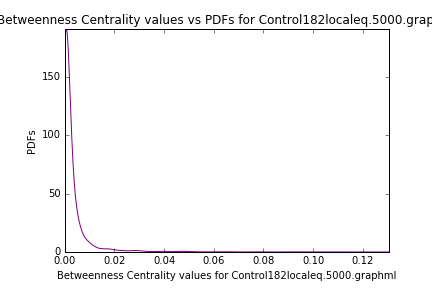 Betweenness Centrality values vs PDFs for Control182localeq.5000.grap
150
100
50
0
PDFs
0.00 0.02 0.04 0.06 0.08 0.10 0.12
Betweenness Centrality values for Control182localeq.5000.graphml